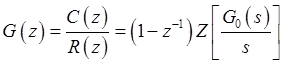 G(z) = C(z)/R(z) = (1 − z⁻¹) Z[G₀(s)/s]